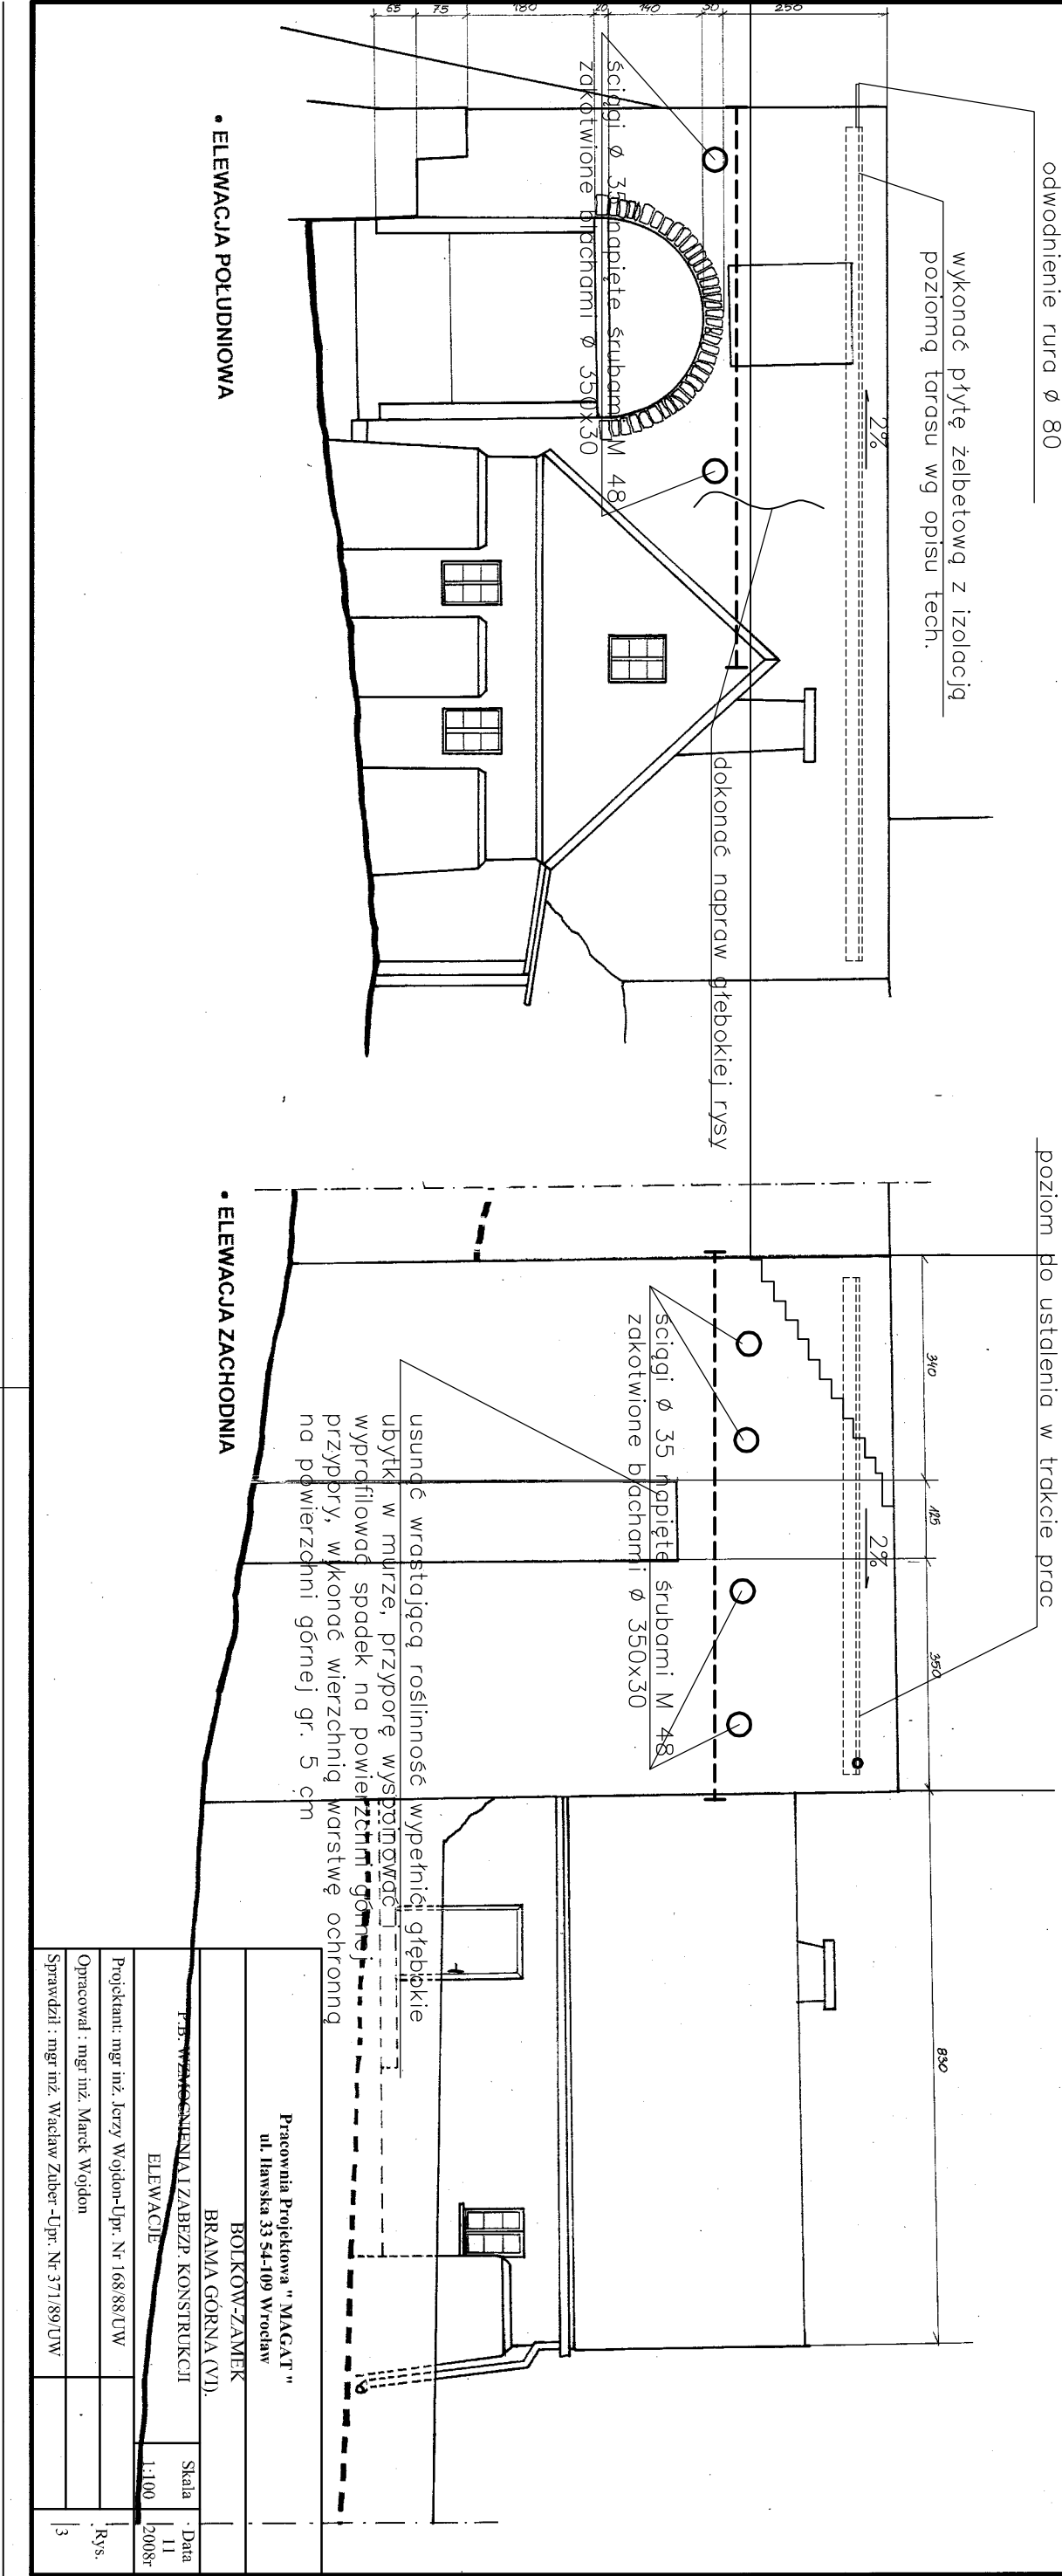 odwodnienie rura ø 80
wykonać płytę żelbetową z izolacją
poziomą tarasu wg opisu tech.
2%
65 75 180 20 140 30 250
ściągi ø 35 napięte śrubami M 48
zakotwione blachami ø 350x30
dokonać napraw głebokiej rysy
• ELEWACJA POŁUDNIOWA
poziom do ustalenia w trakcie prac
340 125 350 830
2%
ściągi ø 35 napięte śrubami M 48
zakotwione blachami ø 350x30
usunąć wrastającą roślinność wypełnić głębokie
ubytki w murze, przyporę wyspoinować
wyprofilować spadek na powierzchni górnej
przypory, wykonać wierzchnią warstwę ochronną
na powierzchni górnej gr. 5 cm
• ELEWACJA ZACHODNIA
Pracownia Projektowa " MAGAT "
ul. Iławska 33 54-109 Wrocław
BOLKÓW-ZAMEK
BRAMA GÓRNA (VI).
P.B. WZMOCNIENIA I ZABEZP. KONSTRUKCJI
ELEWACJE
Skala
1:100
Data
11
2008r
Projektant: mgr inż. Jerzy Wojdon-Upr. Nr 168/88/UW
Opracował : mgr inż. Marek Wojdon
Sprawdził : mgr inż. Wacław Zuber -Upr. Nr 371/89/UW
Rys.
3